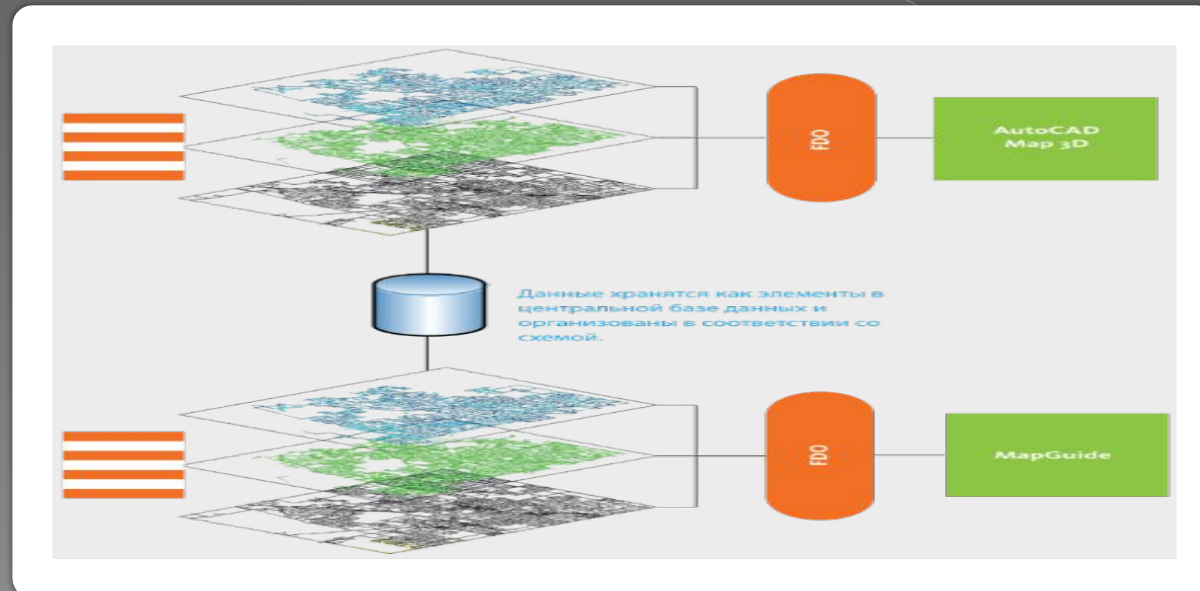 FDO
AutoCAD
Map 3D
Данные хранятся как элементы в
центральной базе данных и
организованы в соответствии со
схемой.
FDO
MapGuide